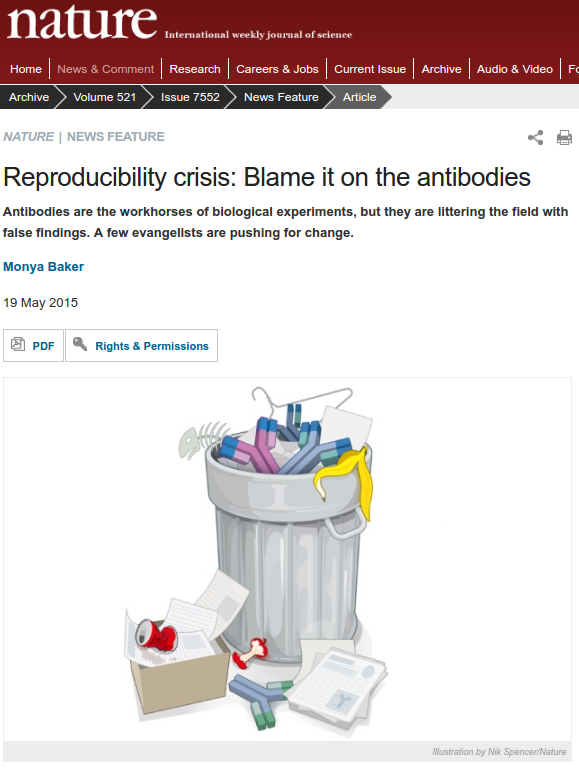 nature International weekly journal of science
Home News & Comment Research Careers & Jobs Current Issue Archive Audio & Video Fo
Archive Volume 521 Issue 7552 News Feature Article
NATURE | NEWS FEATURE
Reproducibility crisis: Blame it on the antibodies
Antibodies are the workhorses of biological experiments, but they are littering the field with
false findings. A few evangelists are pushing for change.
Monya Baker
19 May 2015
PDF Rights & Permissions
Illustration by Nik Spencer/Nature